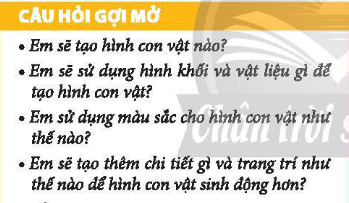 CÂU HỎI GỢI MỞ
• Em sẽ tạo hình con vật nào?
• Em sẽ sử dụng hình khối và vật liệu gì để
tạo hình con vật?
• Em sử dụng màu sắc cho hình con vật như
thế nào?
• Em sẽ tạo thêm chi tiết gì và trang trí như
thế nào để hình con vật sinh động hơn?
Chân trời s